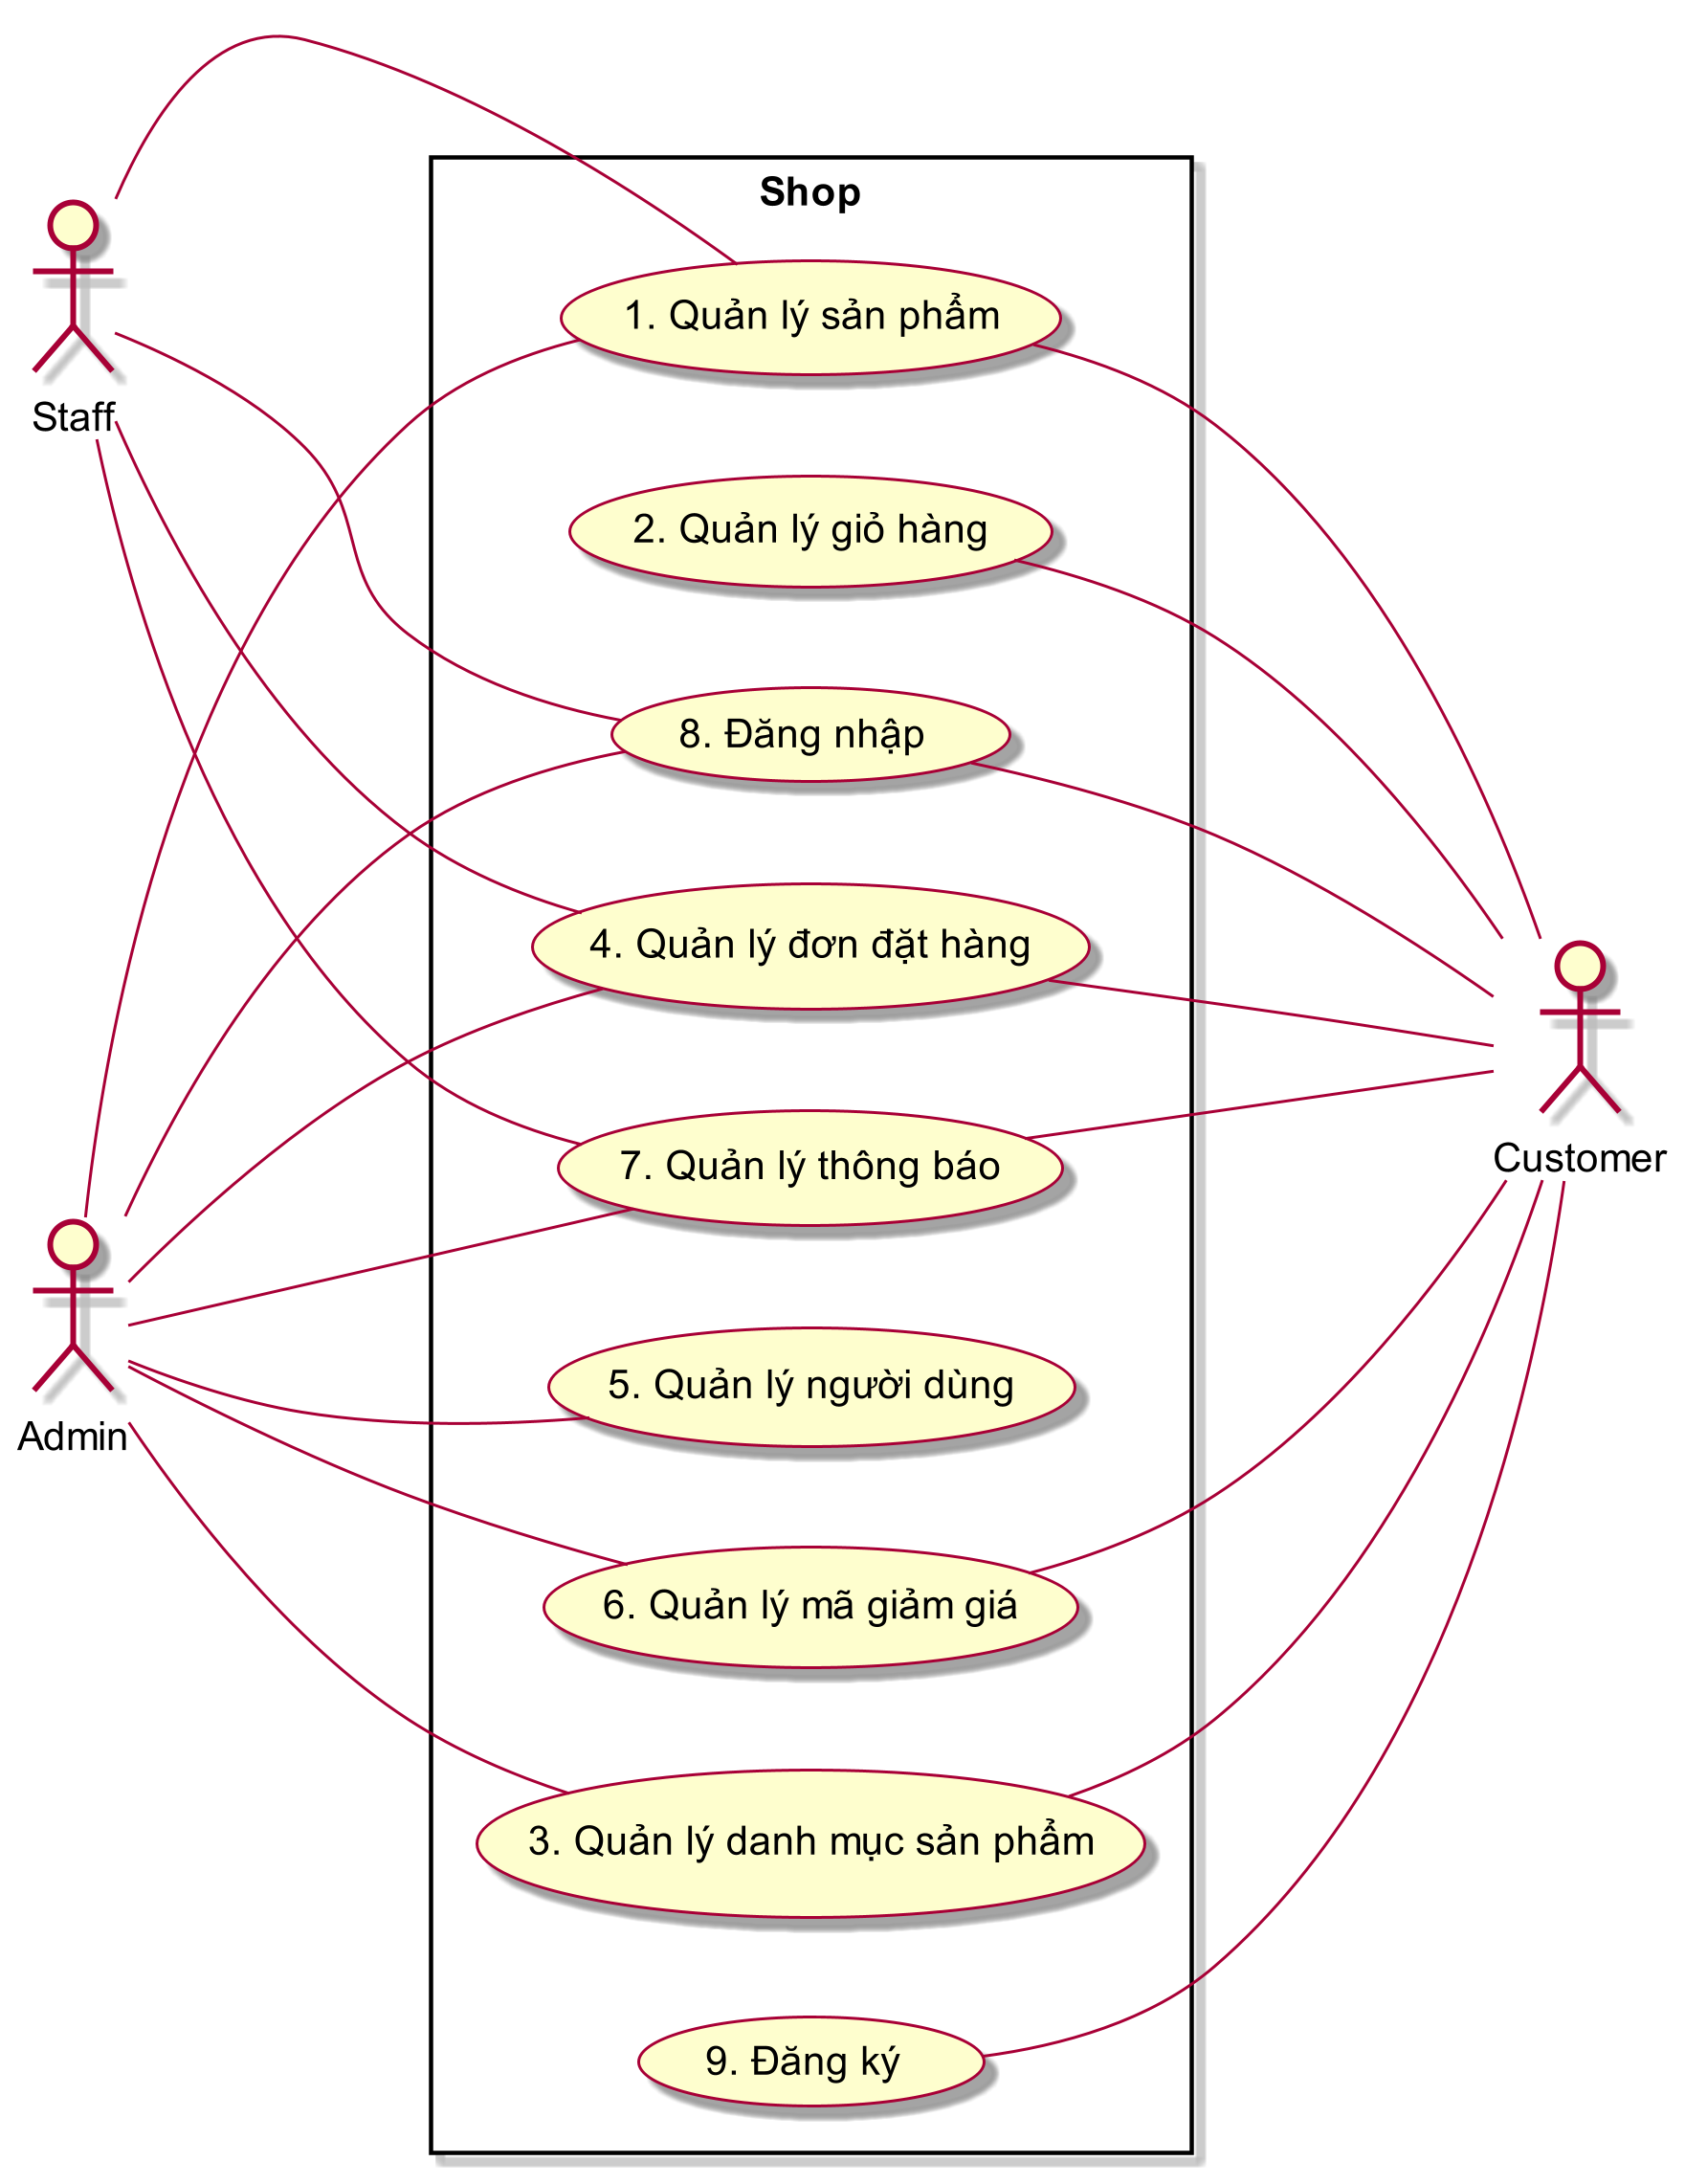 Shop
Staff
1. Quản lý sản phẩm
2. Quản lý giỏ hàng
8. Đăng nhập
4. Quản lý đơn đặt hàng
7. Quản lý thông báo
Customer
Admin
5. Quản lý người dùng
6. Quản lý mã giảm giá
3. Quản lý danh mục sản phẩm
9. Đăng ký